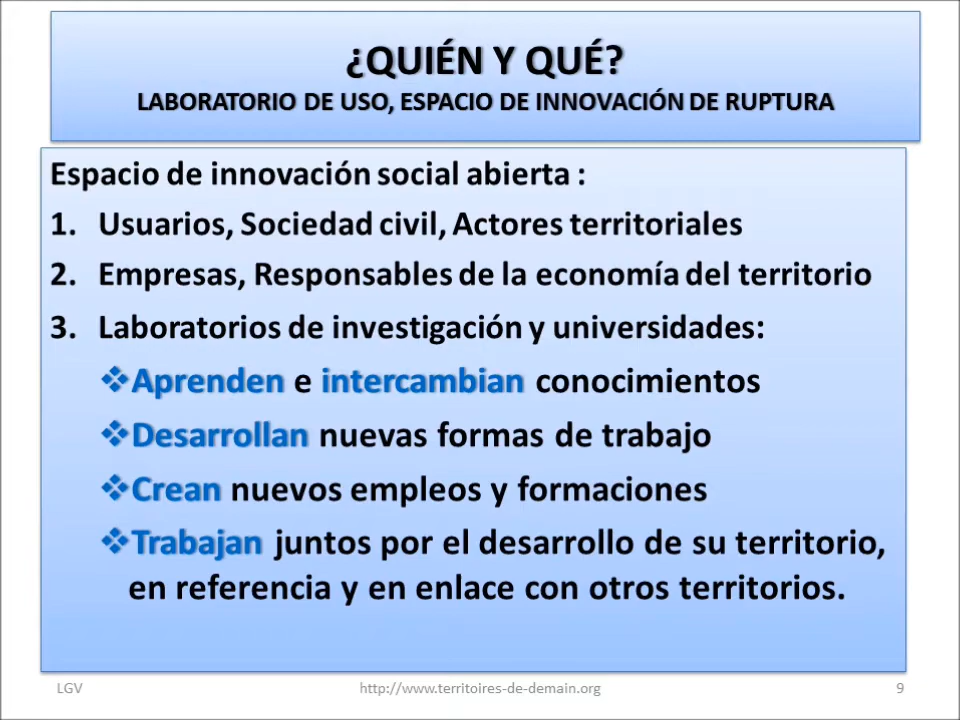 ¿QUIÉN Y QUÉ?
LABORATORIO DE USO, ESPACIO DE INNOVACIÓN DE RUPTURA
Espacio de innovación social abierta :
1. Usuarios, Sociedad civil, Actores territoriales
2. Empresas, Responsables de la economía del territorio
3. Laboratorios de investigación y universidades:
❖Aprenden e intercambian conocimientos
❖Desarrollan nuevas formas de trabajo
❖Crean nuevos empleos y formaciones
❖Trabajan juntos por el desarrollo de su territorio,
en referencia y en enlace con otros territorios.
LGV http://www.territoires-de-demain.org 9